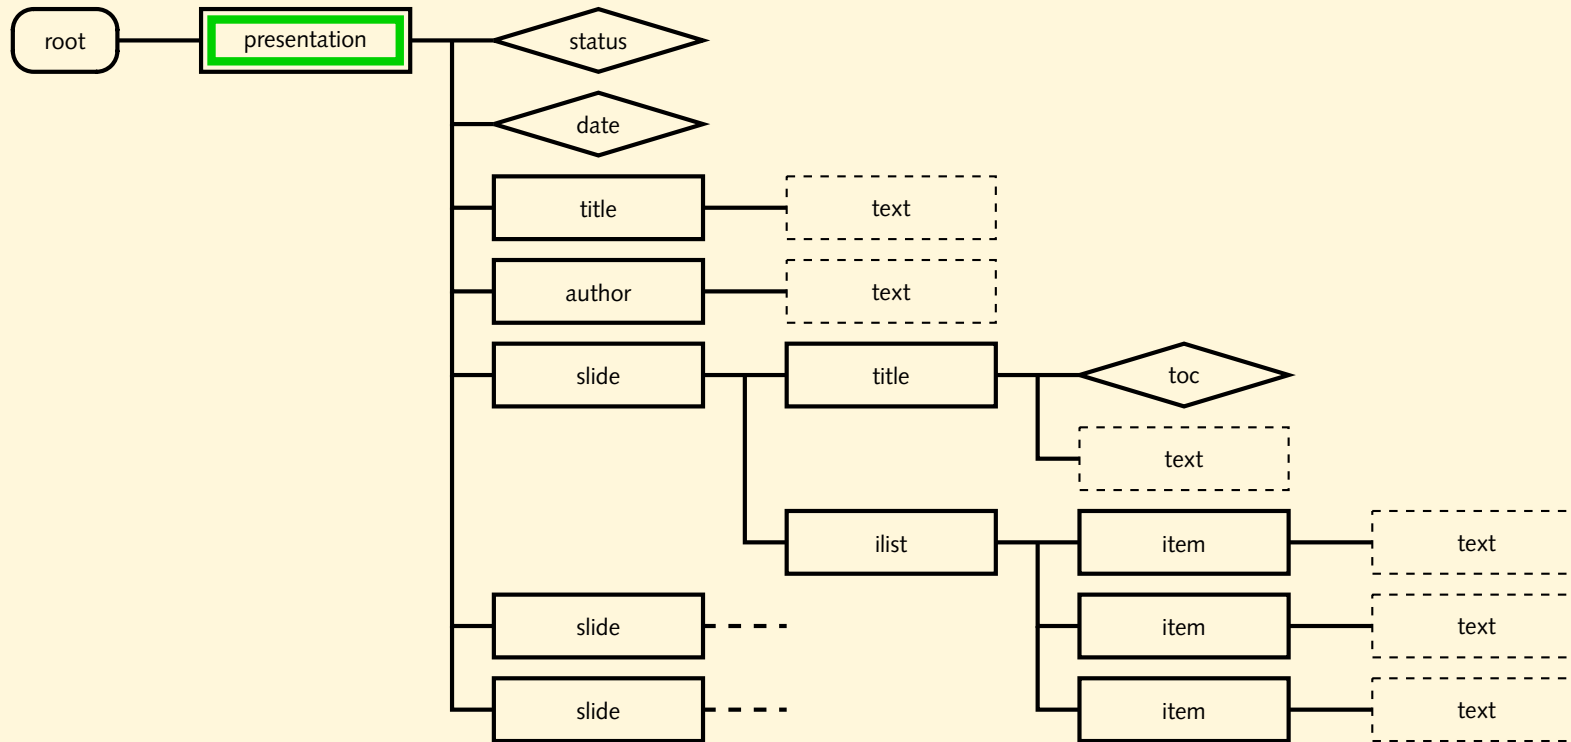 root presentation status
date
title text
author text
slide title toc
text
ilist item text
slide item text
slide item text